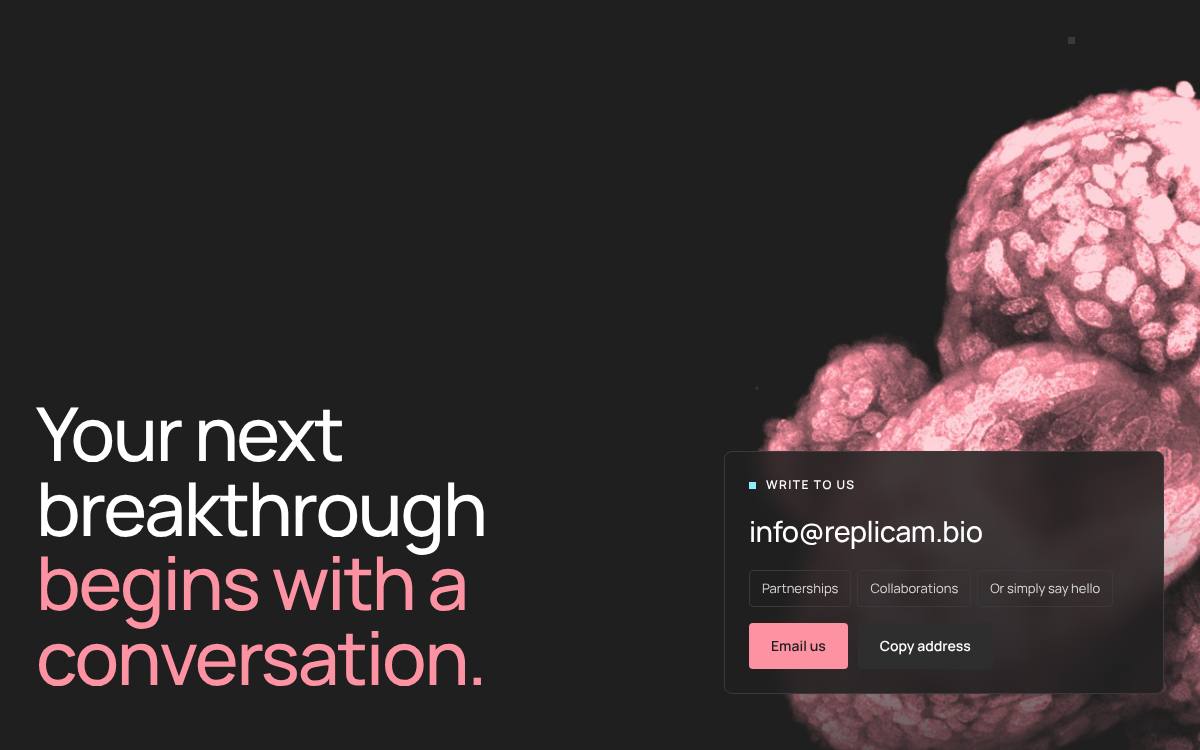 Your next
breakthrough
begins with a
conversation.
WRITE TO US
info@replicam.bio
Partnerships
Collaborations
Or simply say hello
Email us
Copy address